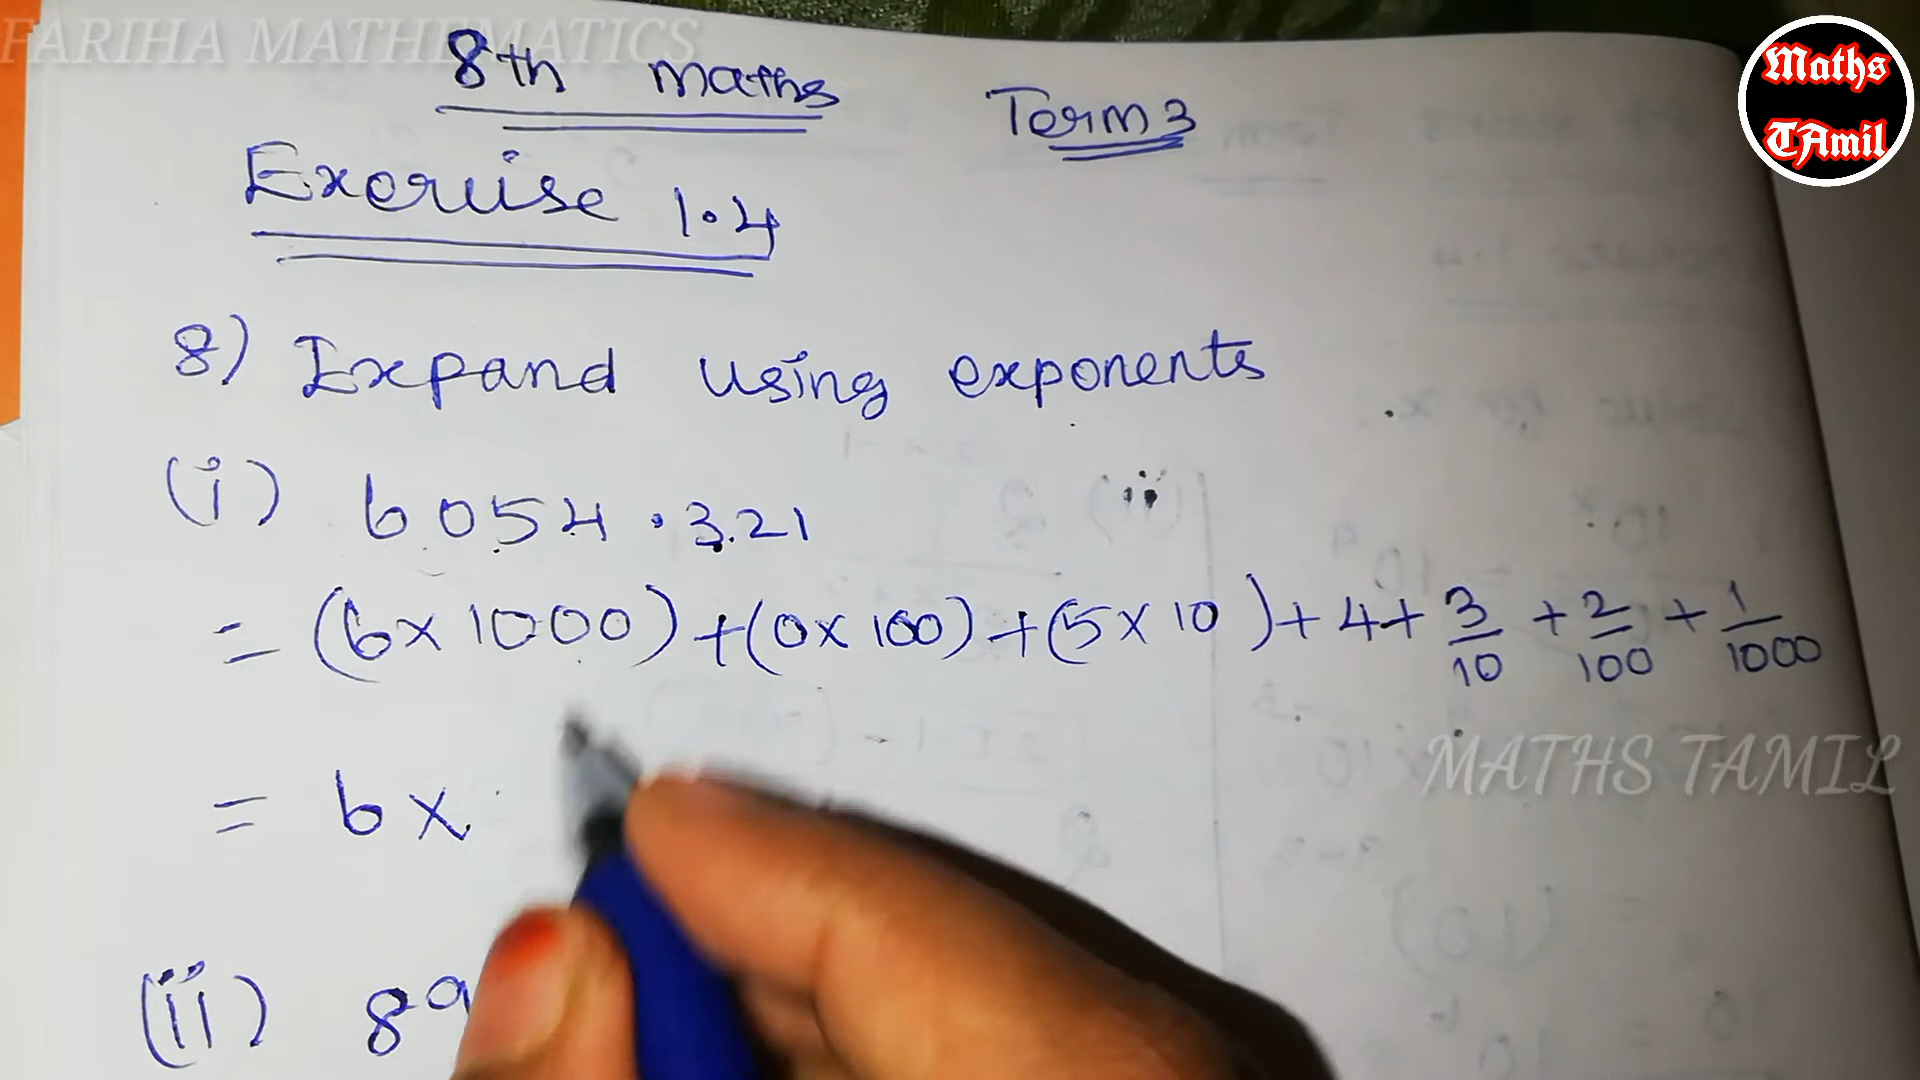 FARIHA MATHEMATICS
Maths
TAmil
8th maths Term 3
Exercise 1.4
8) Expand using exponents
(i) 6054.321
= (6×1000)+(0×100)+(5×10)+4+3/10+2/100+1/1000
MATHS TAMIL
= 6×
(ii) 89